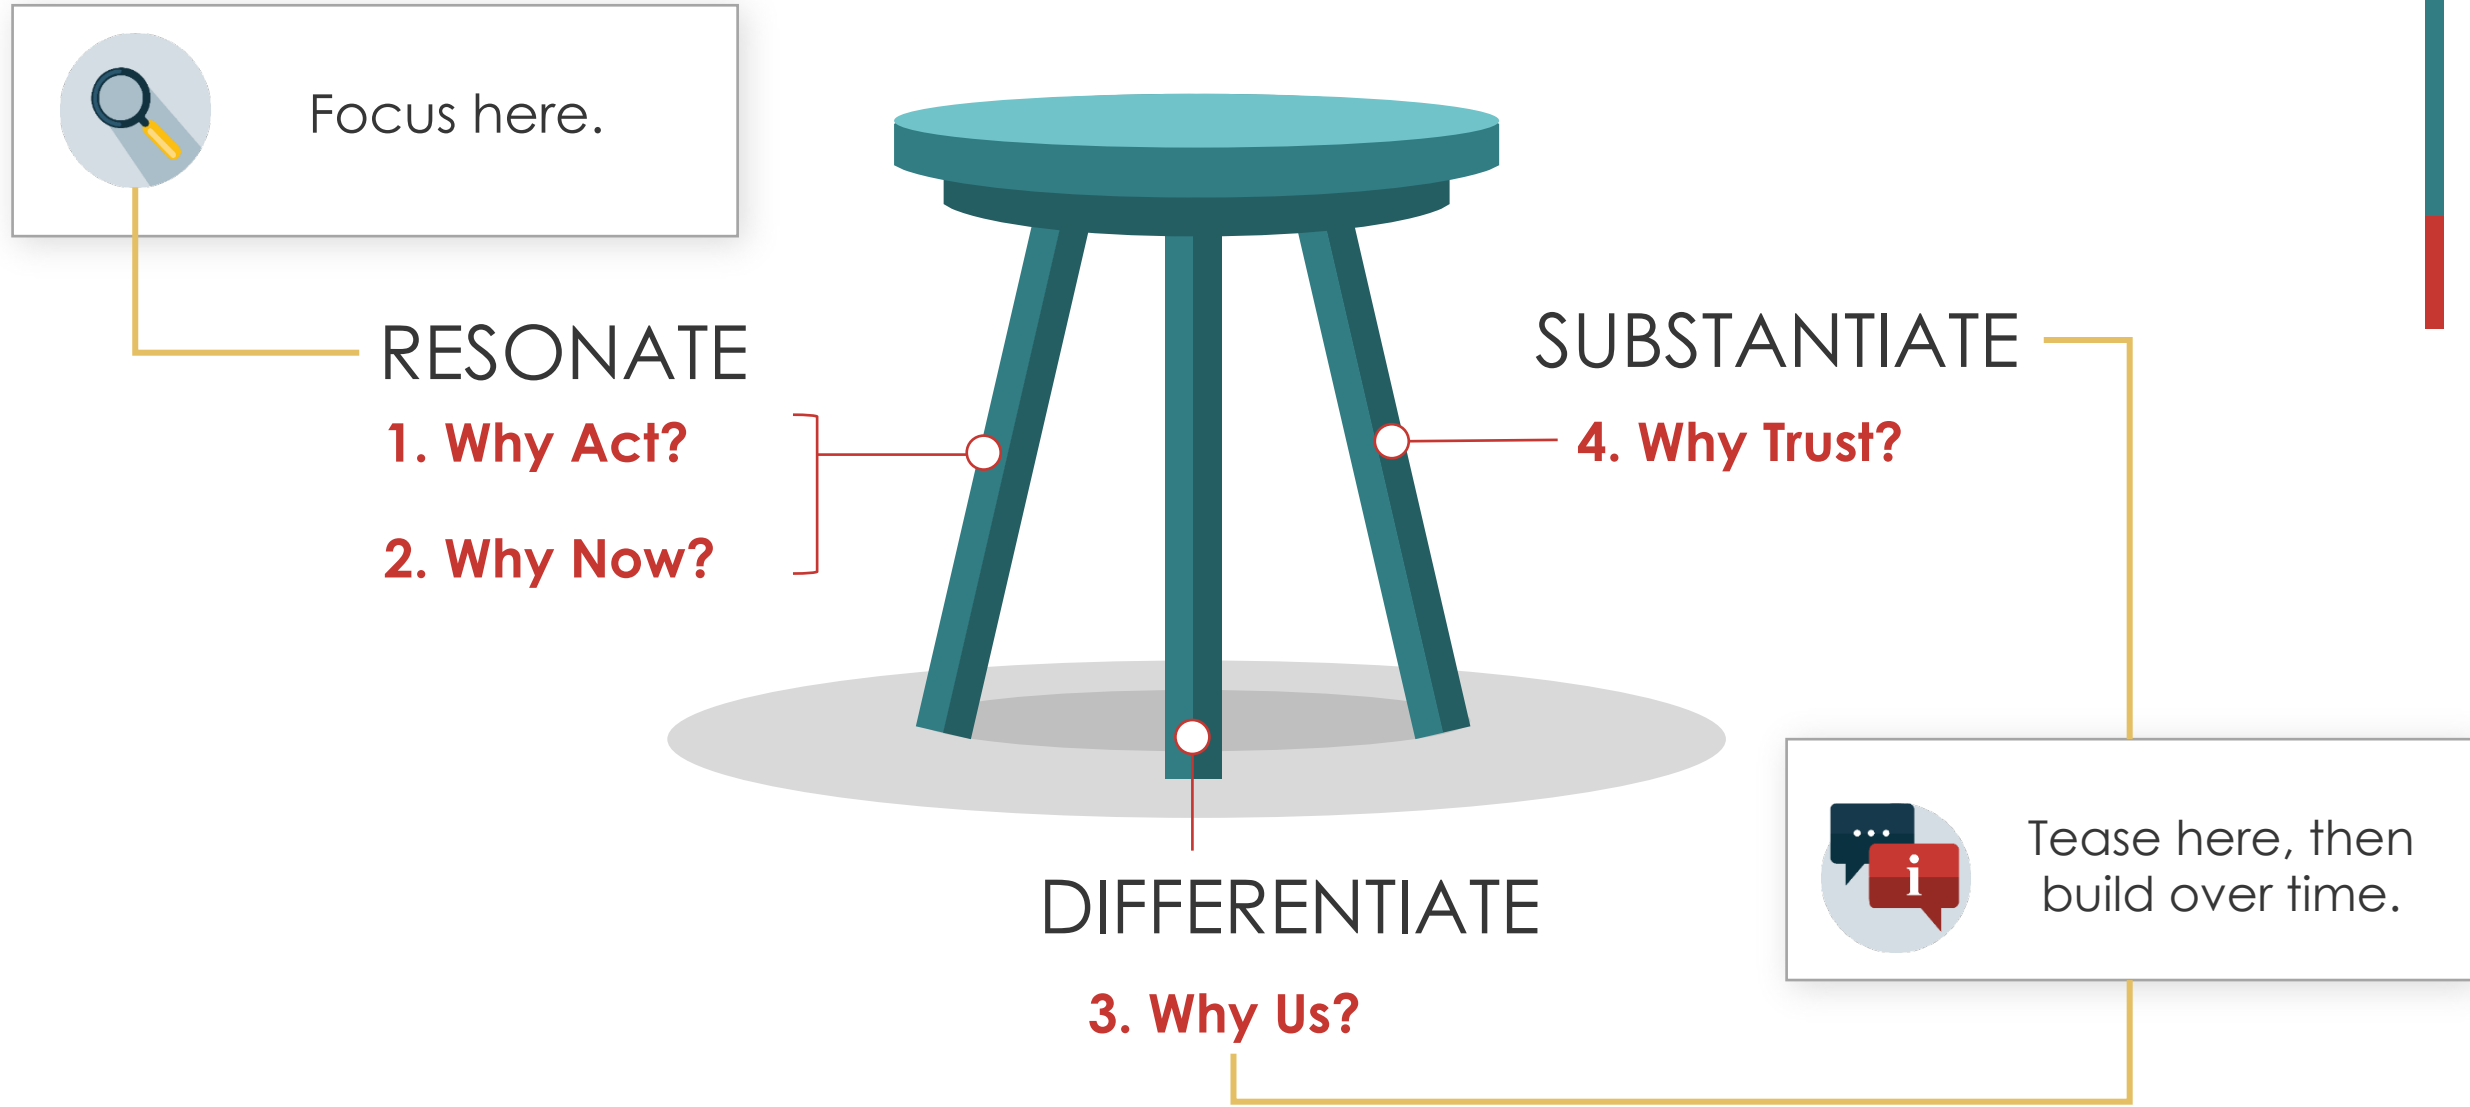 Focus here.
RESONATE
1. Why Act?
2. Why Now?
SUBSTANTIATE
4. Why Trust?
DIFFERENTIATE
3. Why Us?
i
Tease here, then
build over time.